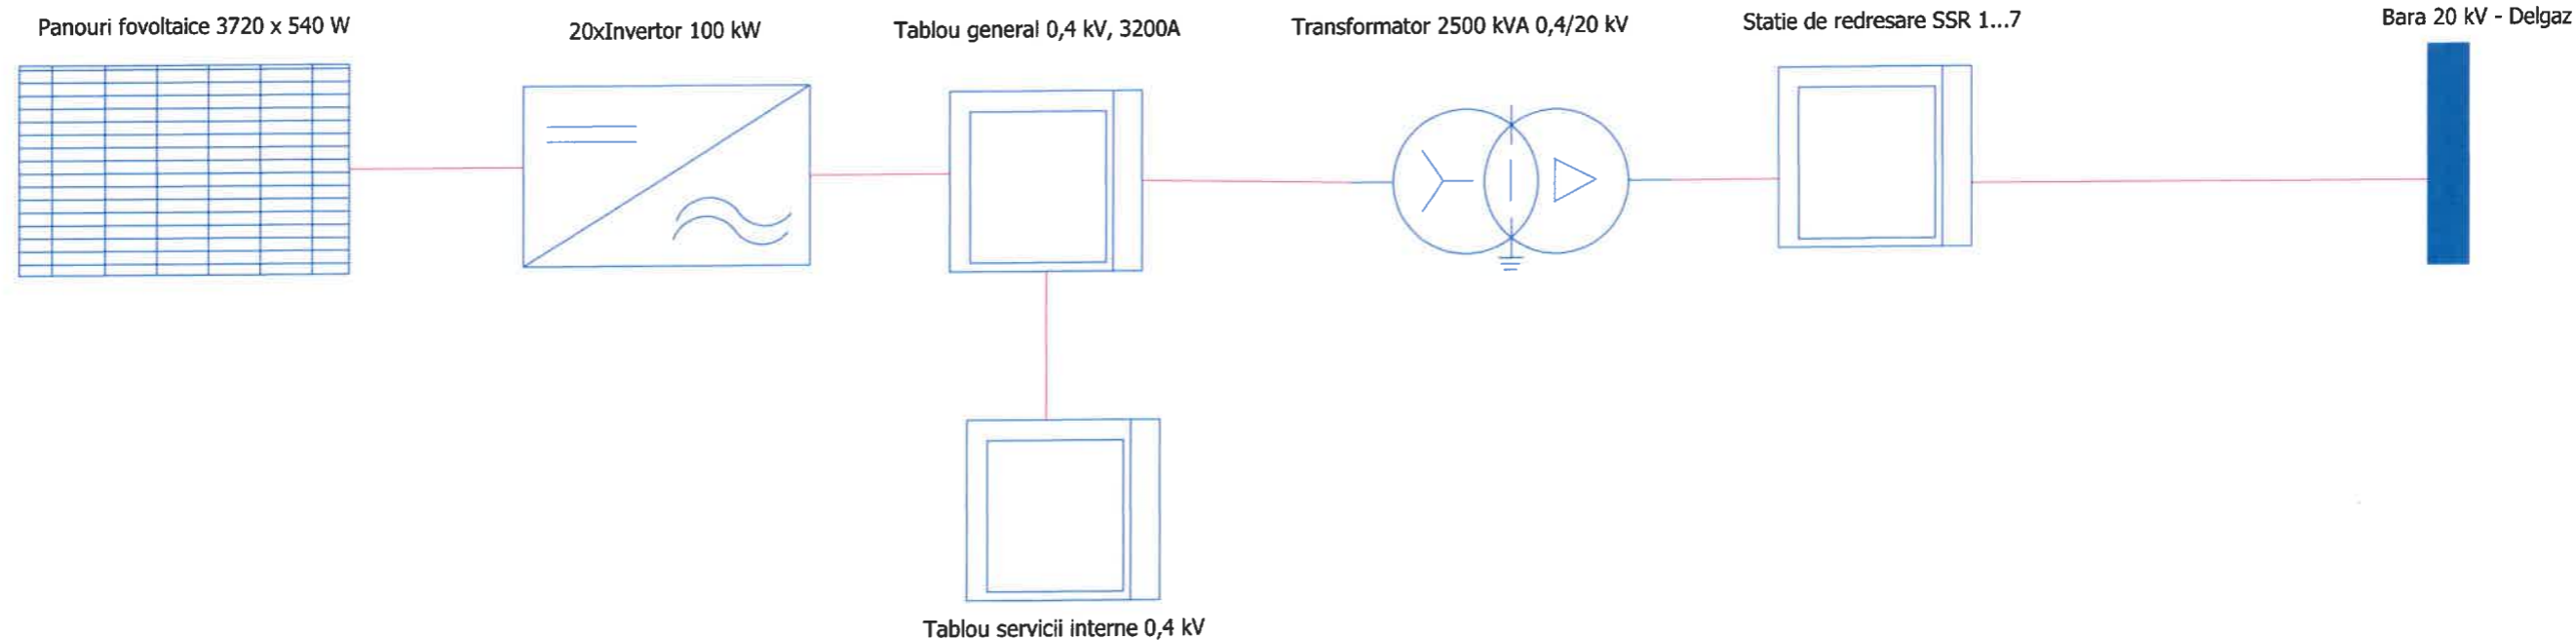 Panouri fovoltaice 3720 x 540 W
20xInvertor 100 kW
Tablou general 0,4 kV, 3200A
Transformator 2500 kVA 0,4/20 kV
Statie de redresare SSR 1...7
Bara 20 kV - Delgaz
Tablou servicii interne 0,4 kV